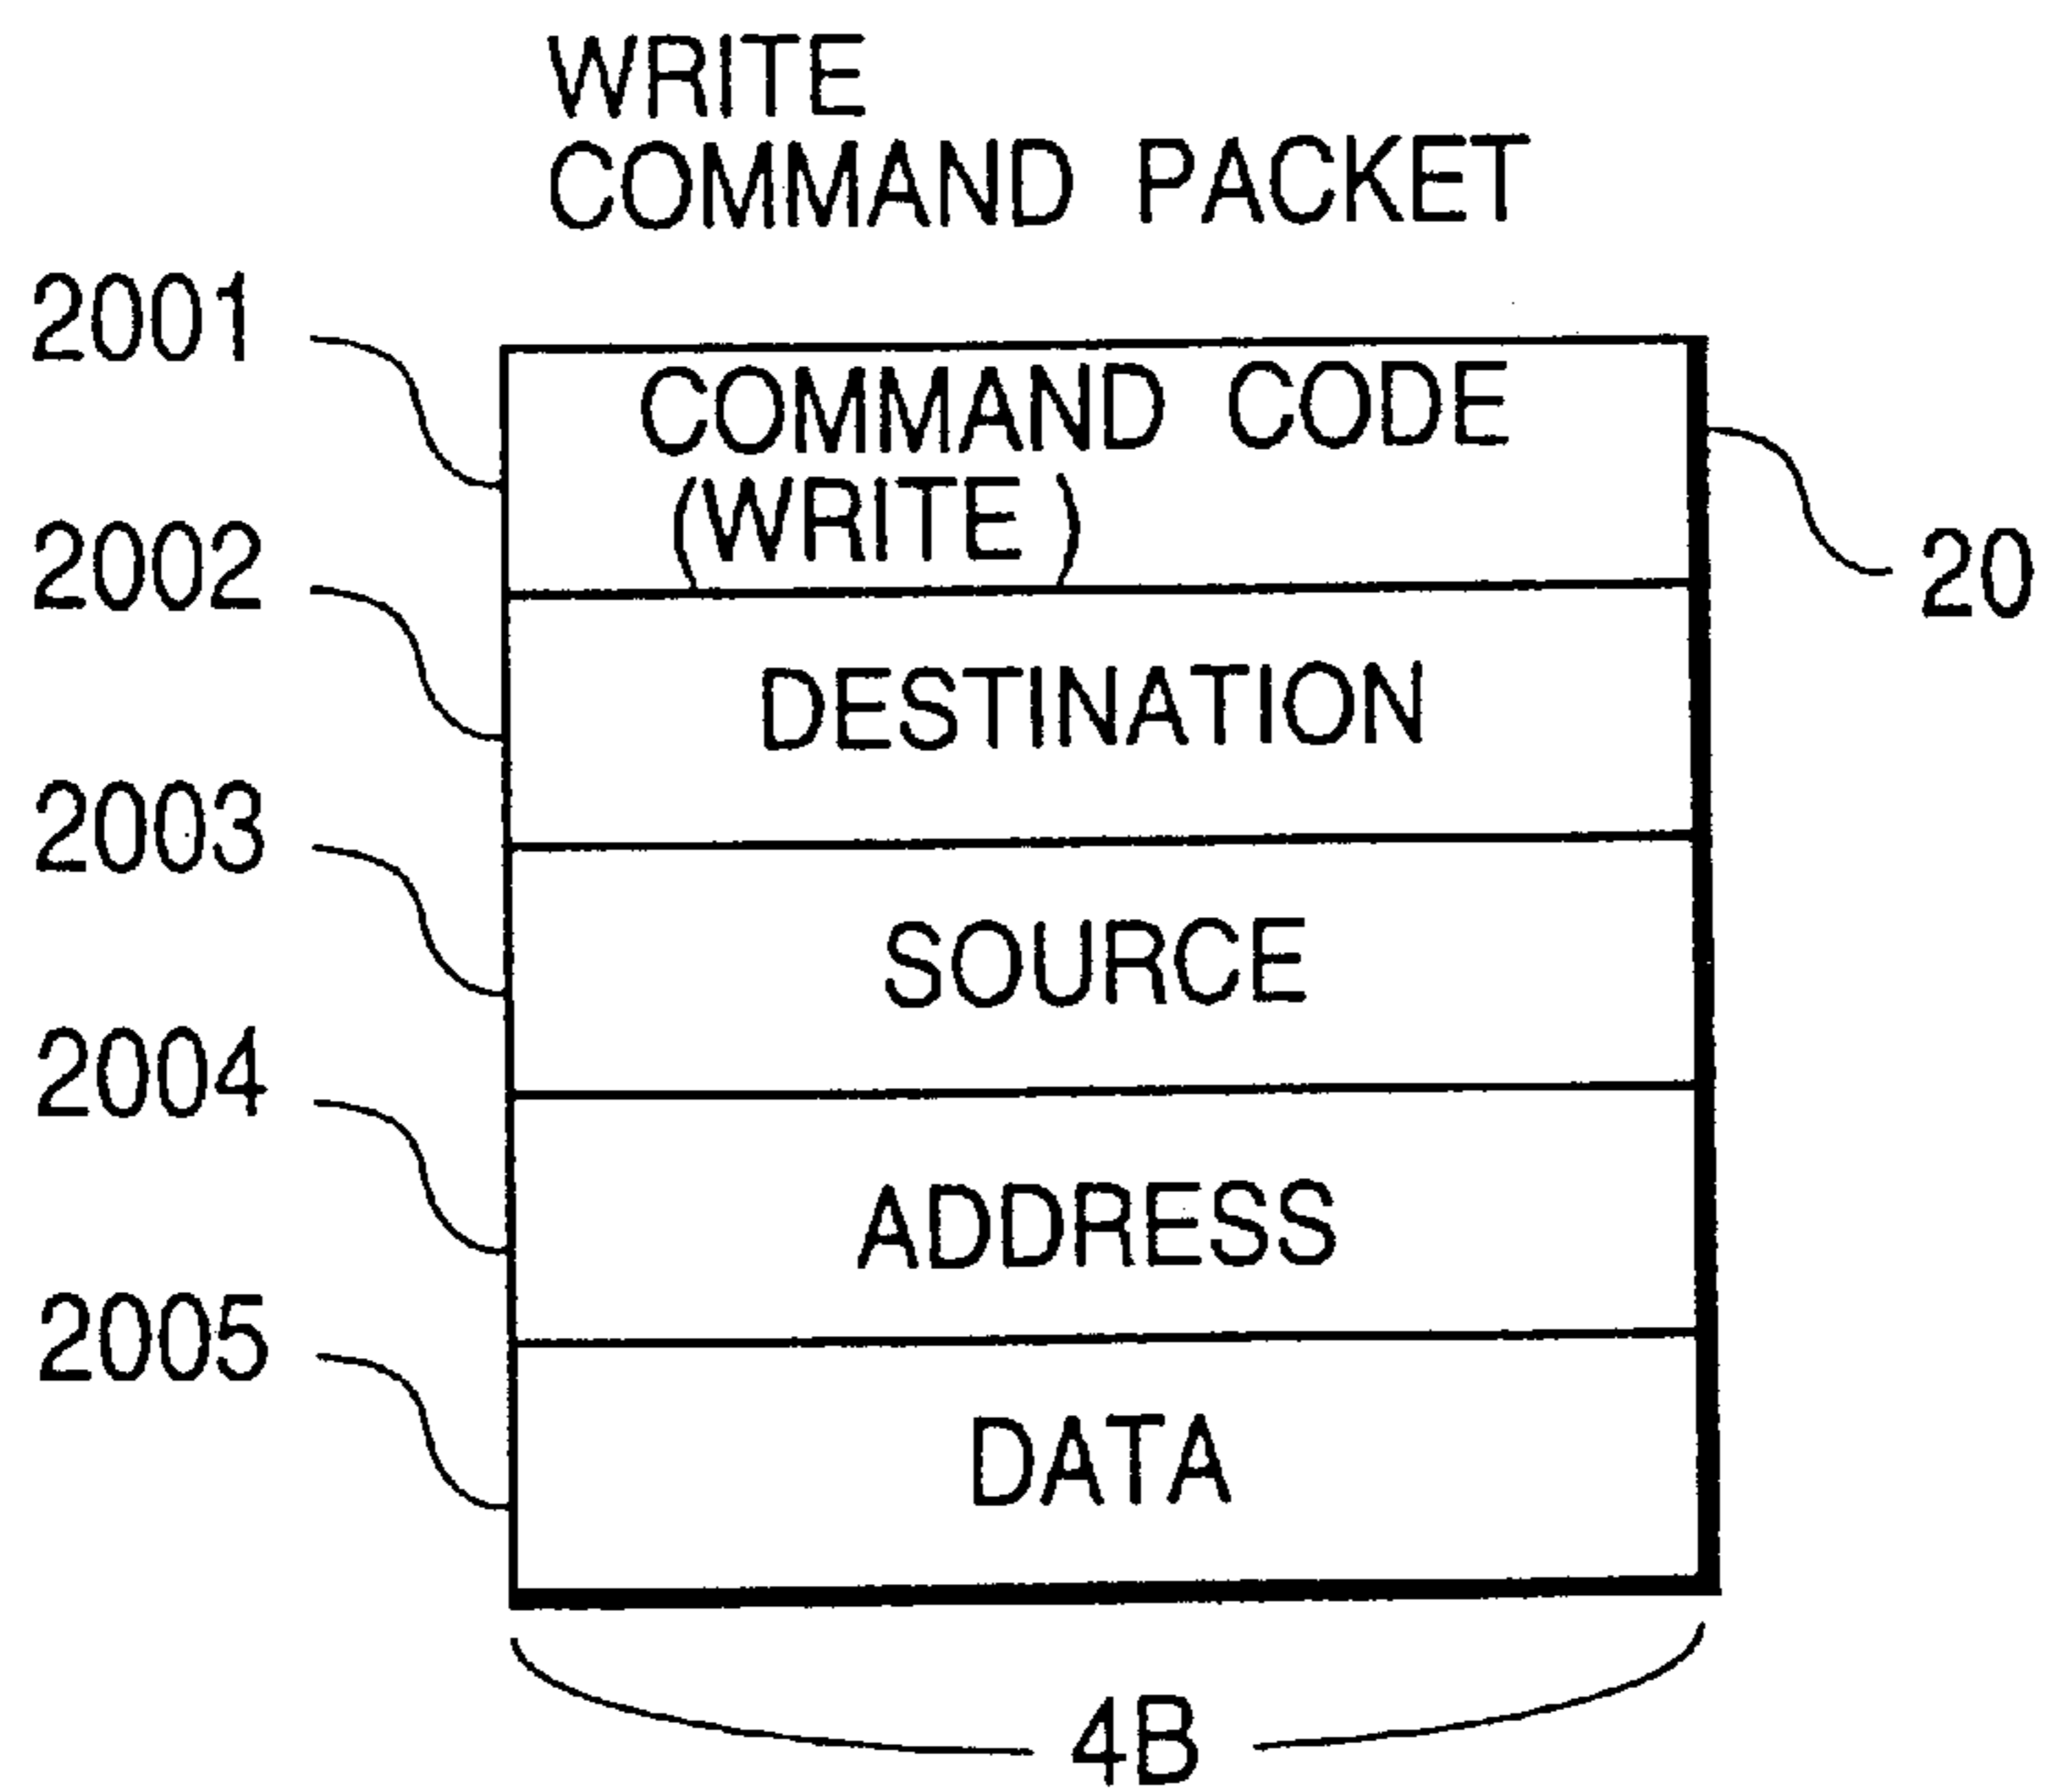 WRITE
COMMAND PACKET
2001
COMMAND CODE
(WRITE)
20
2002
DESTINATION
2003
SOURCE
2004
ADDRESS
2005
DATA
4B